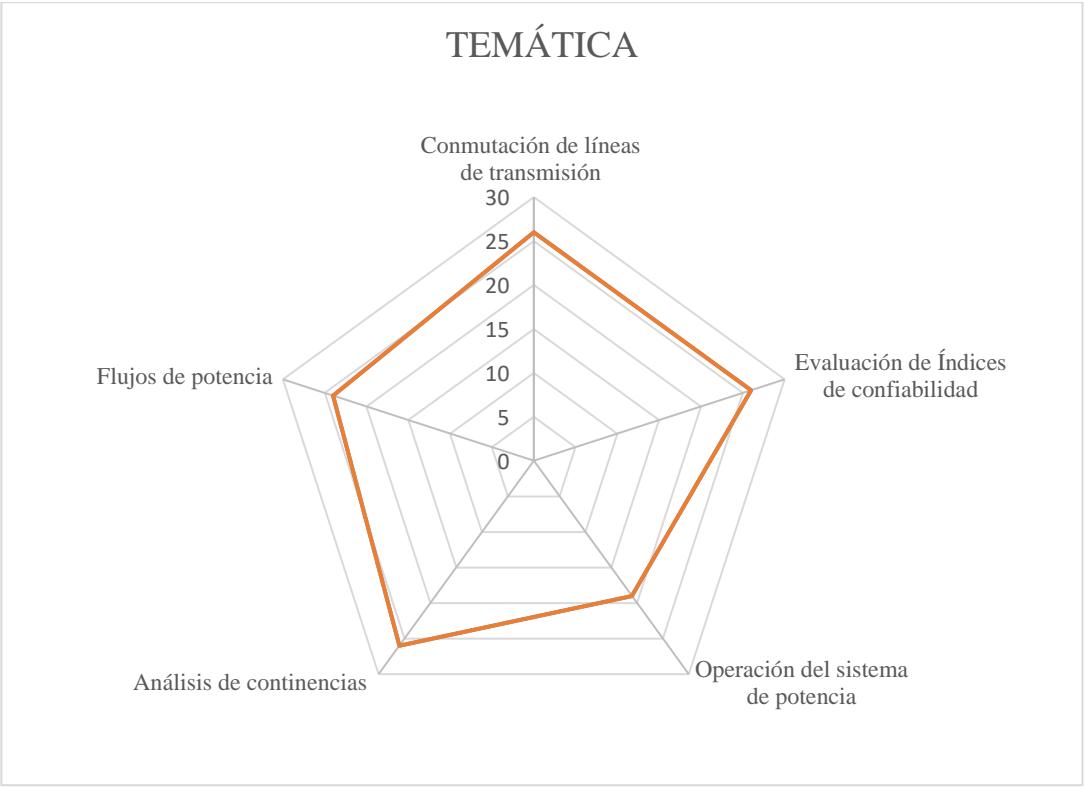 TEMÁTICA
Conmutación de líneas
de transmisión
30
25
20
15
10
5
0
Evaluación de Índices
de confiabilidad
Flujos de potencia
Operación del sistema
de potencia
Análisis de continencias